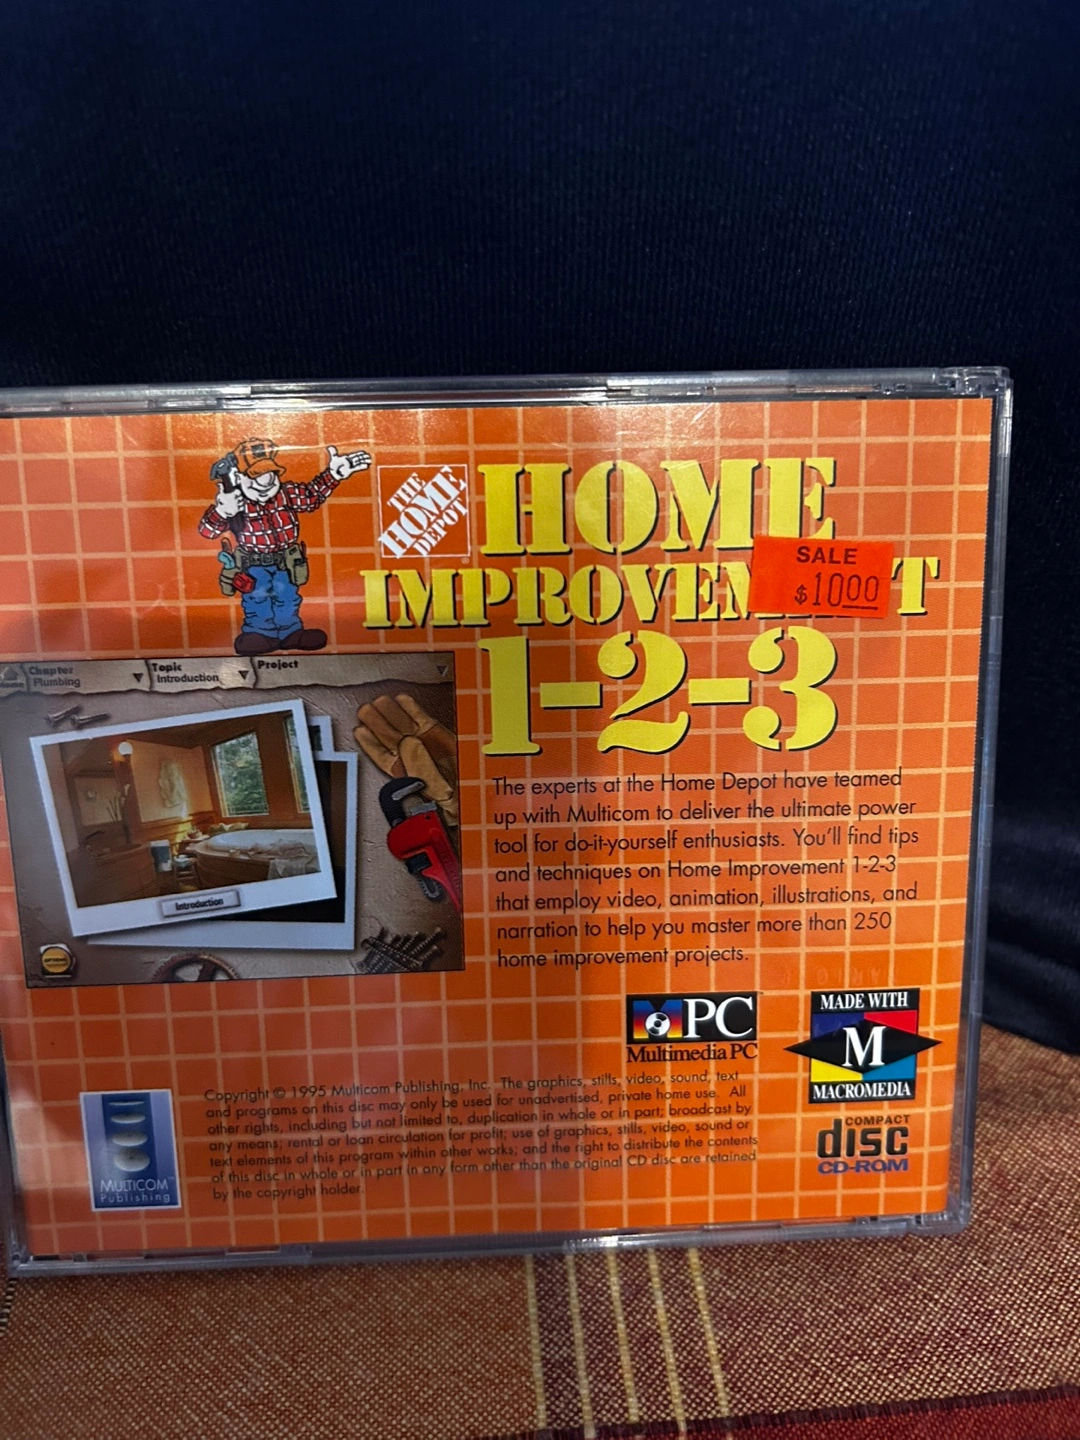 THE
HOME
DEPOT
HOME
IMPROVEM T
SALE
$10.00
1-2-3
Home
Chapter
Plumbing
Topic
Introduction
Project
Introduction
The experts at the Home Depot have teamed
up with Multicom to deliver the ultimate power
tool for do-it-yourself enthusiasts. You'll find tips
and techniques on Home Improvement 1-2-3
that employ video, animation, illustrations, and
narration to help you master more than 250
home improvement projects.
MPC
Multimedia PC
MADE WITH
M
MACROMEDIA
COMPACT
disc
CD-ROM
MULTICOM™
Publishing
Copyright © 1995 Multicom Publishing, Inc. The graphics, stills, video, sound, text
and programs on this disc may only be used for unadvertised, private home use. All
other rights, including but not limited to, duplication in whole or in part; broadcast by
any means; rental or loan circulation for profit; use of graphics, stills, video, sound or
text elements of this program within other works; and the right to distribute the contents
of this disc in whole or in part in any form other than the original CD disc are retained
by the copyright holder.